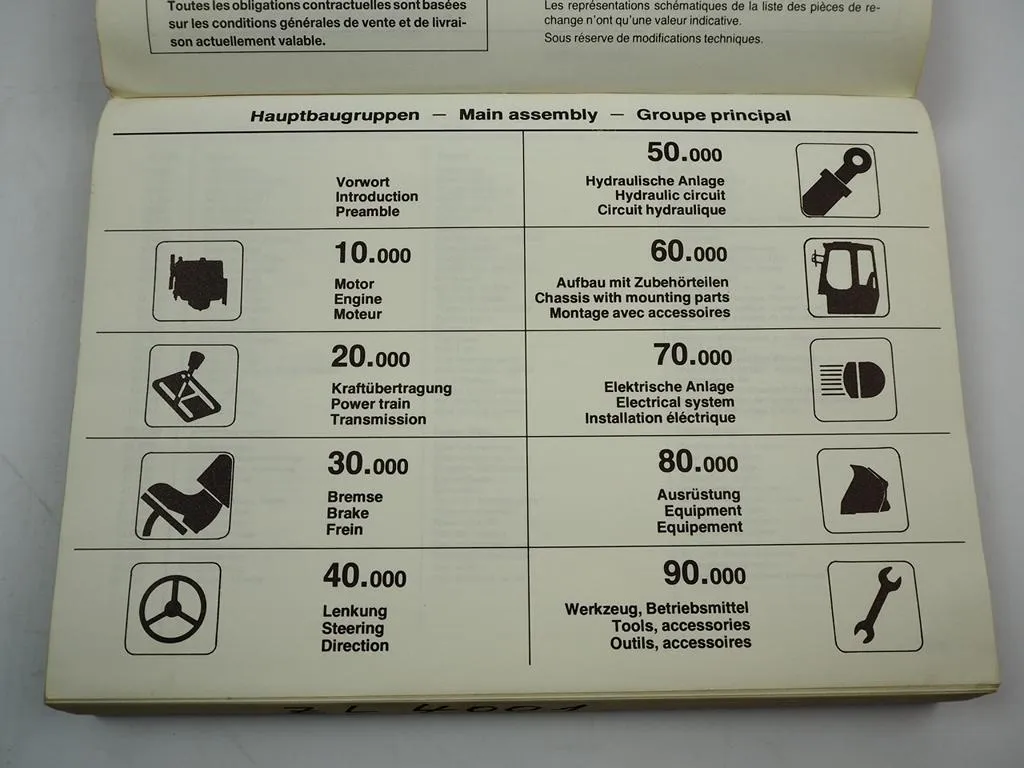 Toutes les obligations contractuelles sont basées
sur les conditions générales de vente et de livrai-
son actuellement valable.
Les représentations schématiques de la liste des pièces de re-
change n'ont qu'une valeur indicative.
Sous réserve de modifications techniques.
Hauptbaugruppen — Main assembly — Groupe principal
Vorwort
Introduction
Preamble
10.000
Motor
Engine
Moteur
20.000
Kraftübertragung
Power train
Transmission
30.000
Bremse
Brake
Frein
40.000
Lenkung
Steering
Direction
50.000
Hydraulische Anlage
Hydraulic circuit
Circuit hydraulique
60.000
Aufbau mit Zubehörteilen
Chassis with mounting parts
Montage avec accessoires
70.000
Elektrische Anlage
Electrical system
Installation éléctrique
80.000
Ausrüstung
Equipment
Equipement
90.000
Werkzeug, Betriebsmittel
Tools, accessories
Outils, accessoires
ZL 4001